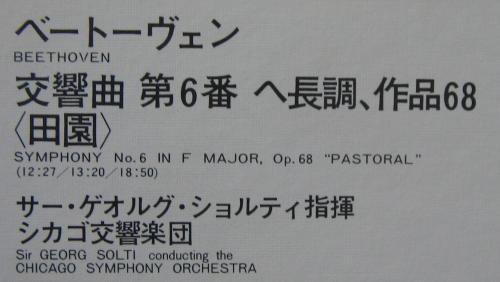 ベートーヴェン
BEETHOVEN
交響曲 第6番 ヘ長調、作品68
〈田園〉
SYMPHONY No.6 IN F MAJOR, Op.68 "PASTORAL"
(12:27/13:20/18:50)
サー・ゲオルグ・ショルティ指揮
シカゴ交響楽団
Sir GEORG SOLTI conducting the
CHICAGO SYMPHONY ORCHESTRA